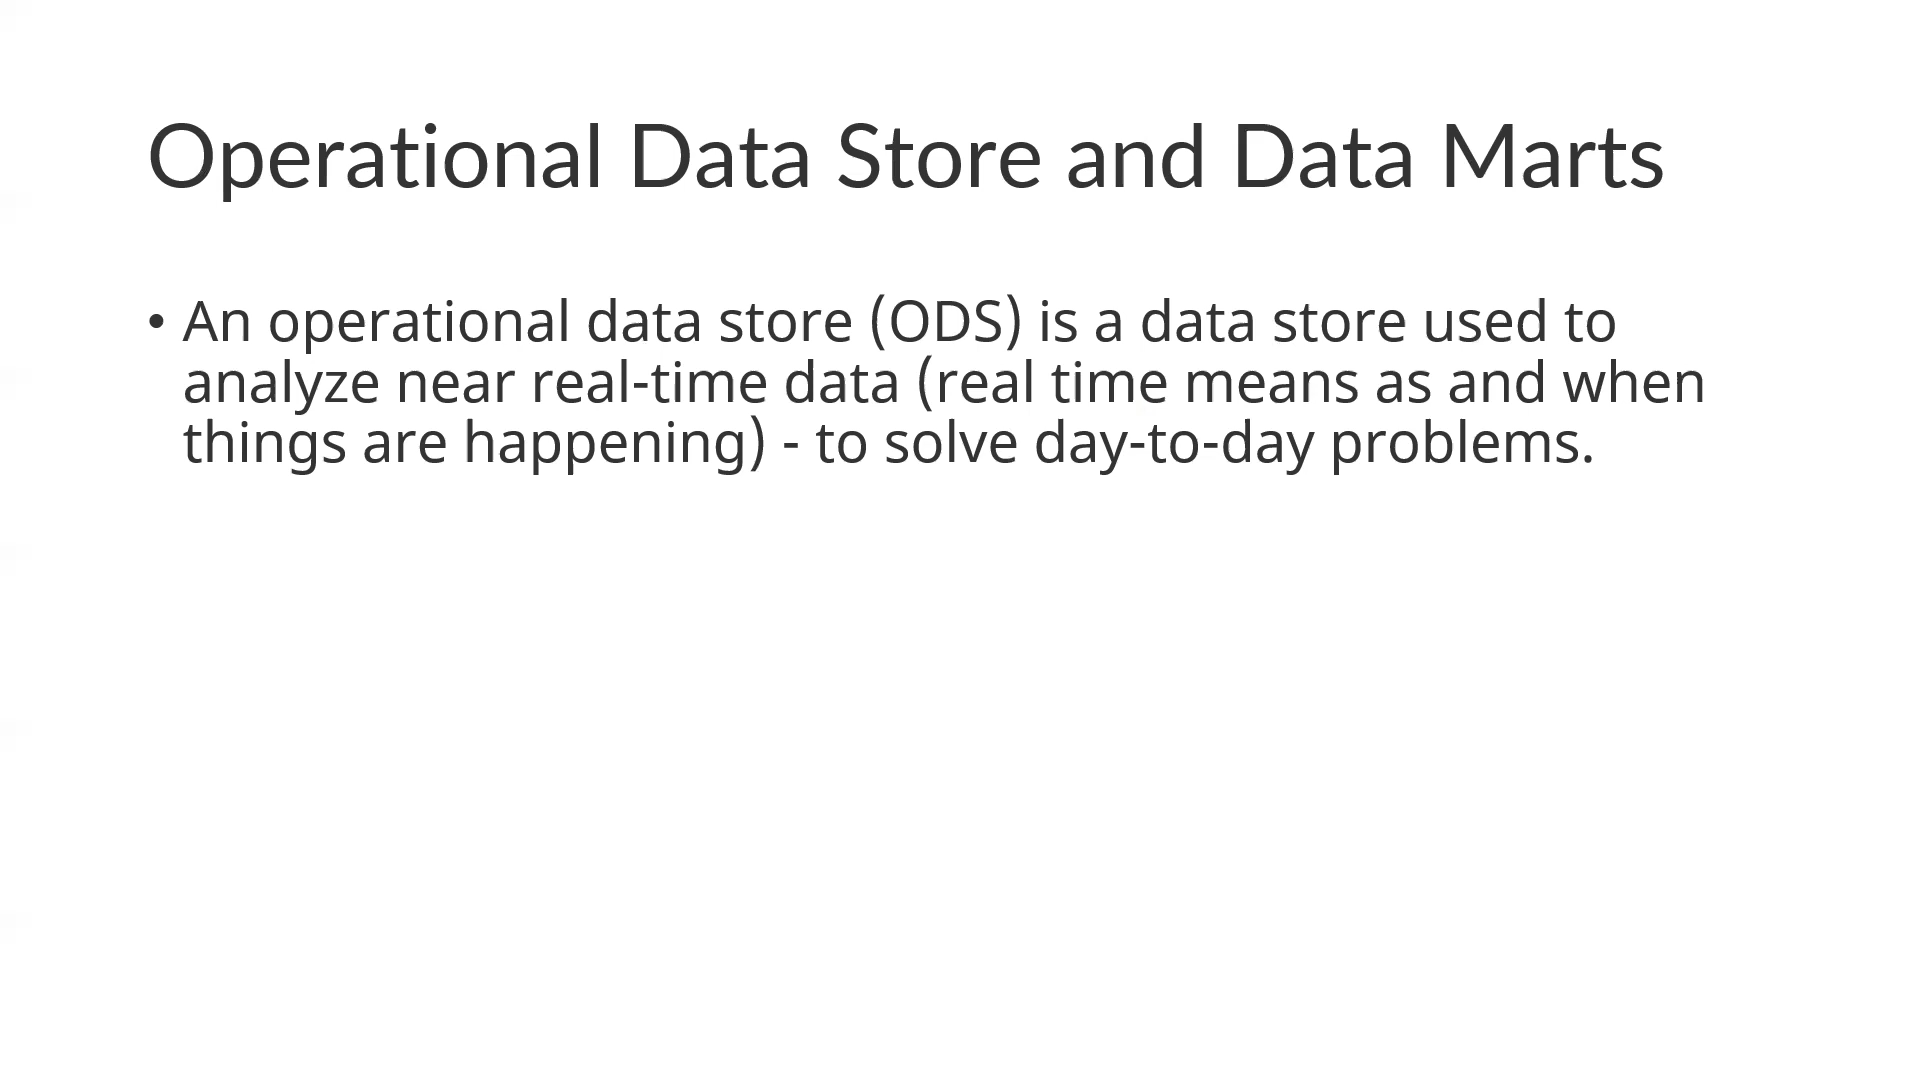 Operational Data Store and Data Marts
• An operational data store (ODS) is a data store used to
analyze near real-time data (real time means as and when
things are happening) - to solve day-to-day problems.